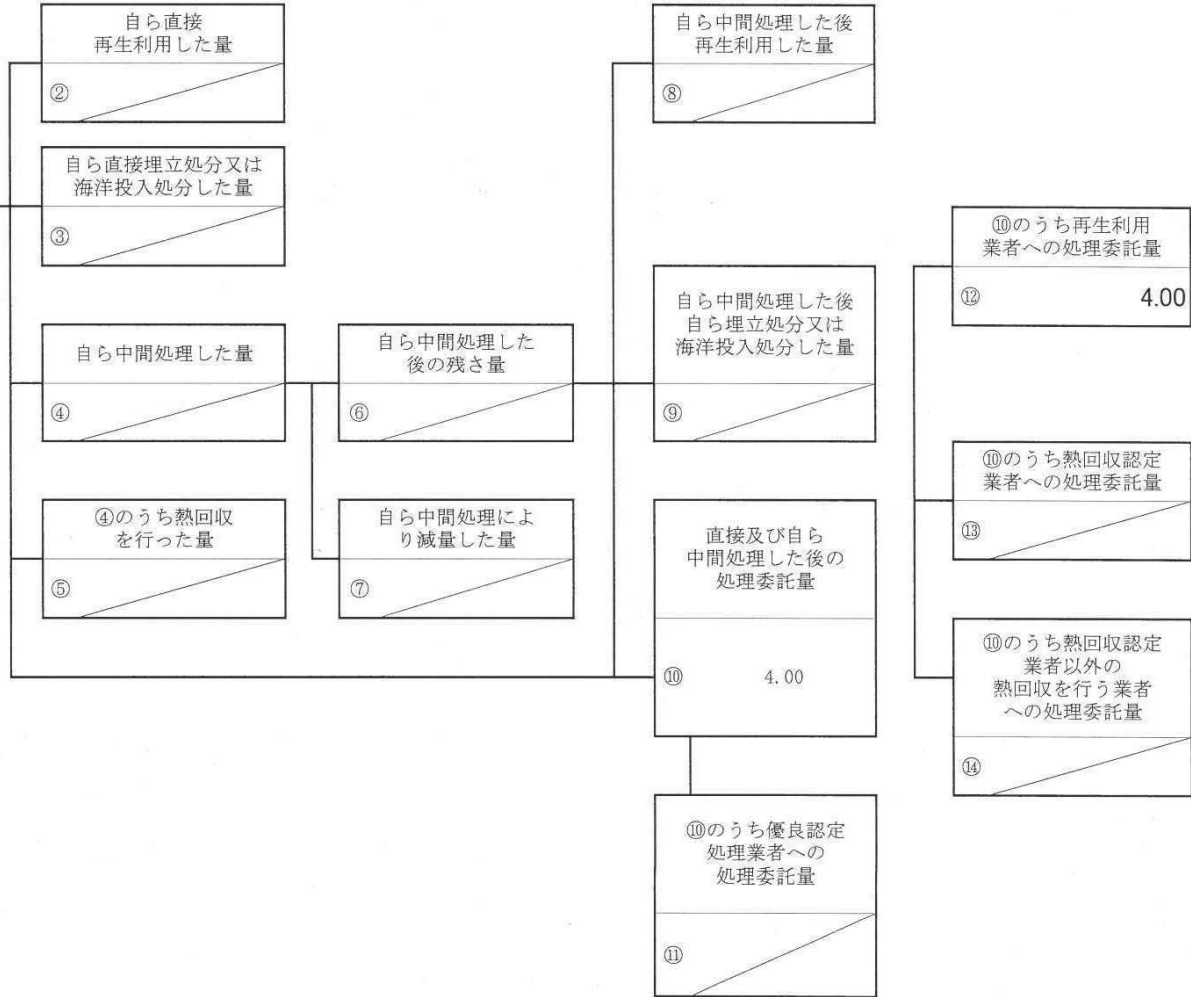 自ら直接
再生利用した量
②
自ら直接埋立処分又は
海洋投入処分した量
③
自ら中間処理した量
④
④のうち熱回収
を行った量
⑤
自ら中間処理した
後の残さ量
⑥
自ら中間処理によ
り減量した量
⑦
自ら中間処理した後
再生利用した量
⑧
自ら中間処理した後
自ら埋立処分又は
海洋投入処分した量
⑨
直接及び自ら
中間処理した後の
処理委託量
⑩ 4.00
⑩のうち優良認定
処理業者への
処理委託量
⑪
⑩のうち再生利用
業者への処理委託量
⑫ 4.00
⑩のうち熱回収認定
業者への処理委託量
⑬
⑩のうち熱回収認定
業者以外の
熱回収を行う業者
への処理委託量
⑭